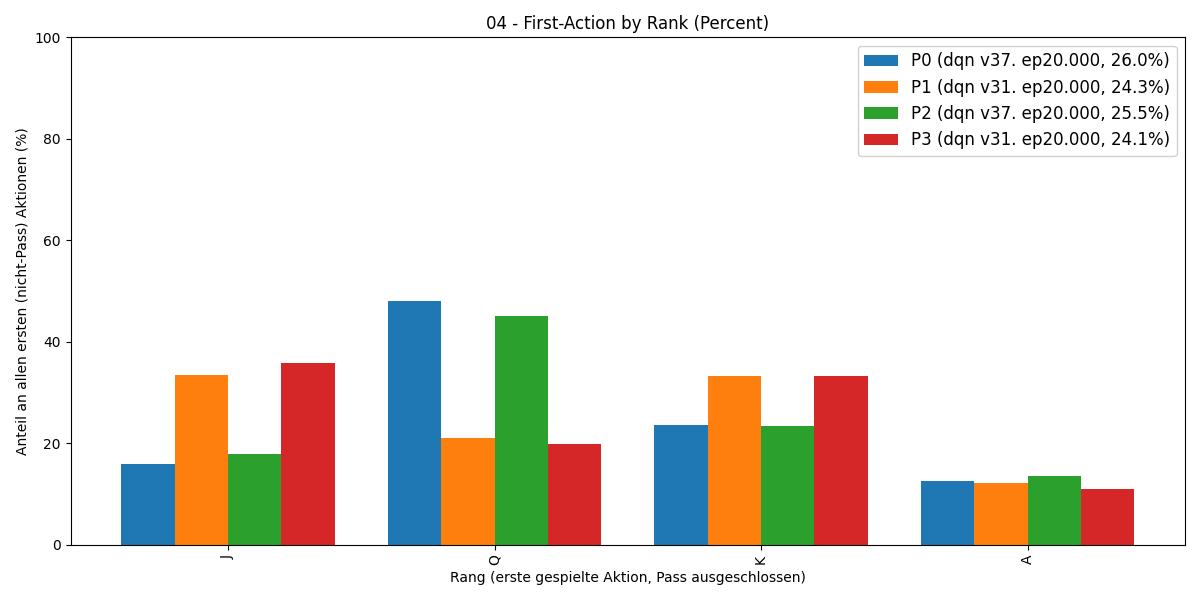 04 - First-Action by Rank (Percent)
Anteil an allen ersten (nicht-Pass) Aktionen (%)
100
80
60
40
20
0
P0 (dqn v37. ep20.000, 26.0%)
P1 (dqn v31. ep20.000, 24.3%)
P2 (dqn v37. ep20.000, 25.5%)
P3 (dqn v31. ep20.000, 24.1%)
J
Q
K
A
Rang (erste gespielte Aktion, Pass ausgeschlossen)